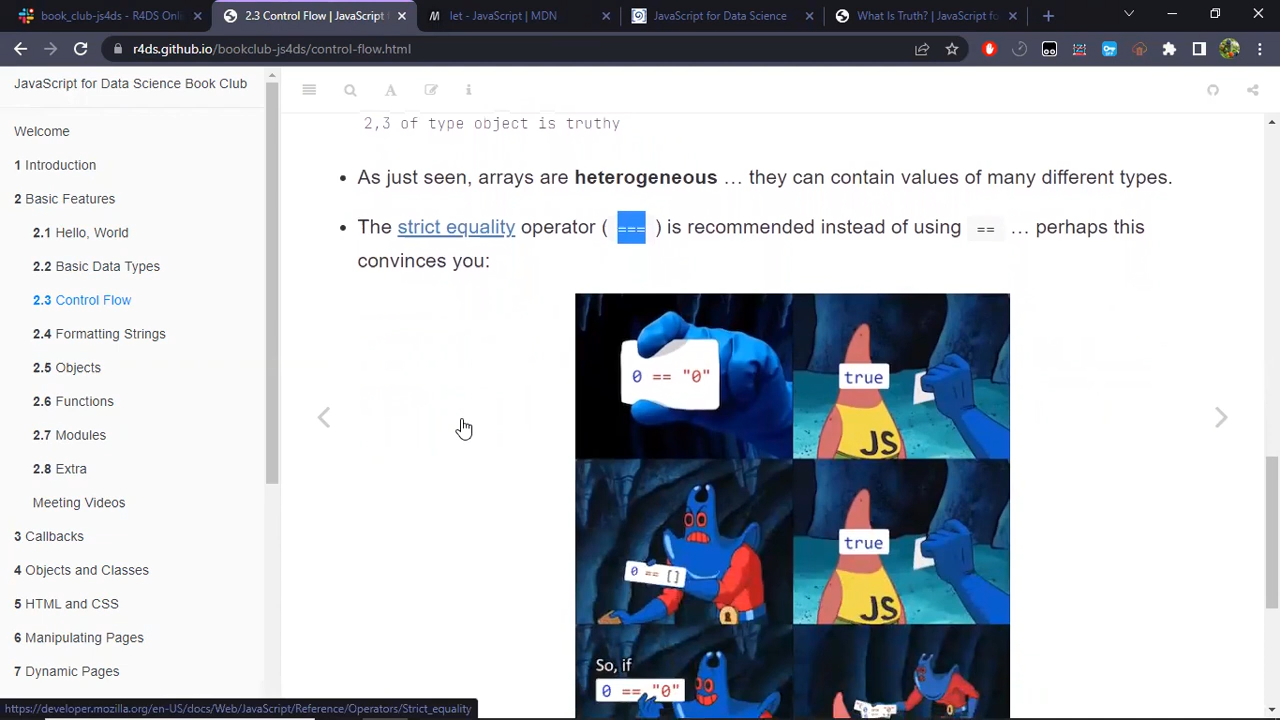 book_club-js4ds - R4DS Onli
2.3 Control Flow | JavaScript
let - JavaScript | MDN
JavaScript for Data Science
What Is Truth? | JavaScript fo
r4ds.github.io/bookclub-js4ds/control-flow.html
JavaScript for Data Science Book Club
Welcome
1 Introduction
2 Basic Features
2.1 Hello, World
2.2 Basic Data Types
2.3 Control Flow
2.4 Formatting Strings
2.5 Objects
2.6 Functions
2.7 Modules
2.8 Extra
Meeting Videos
3 Callbacks
4 Objects and Classes
5 HTML and CSS
6 Manipulating Pages
7 Dynamic Pages
2,3 of type object is truthy
• As just seen, arrays are heterogeneous … they can contain values of many different types.
• The strict equality operator ( === ) is recommended instead of using == … perhaps this
convinces you:
0 == "0"
true
JS
0 == []
true
JS
So, if
0 == "0"
https://developer.mozilla.org/en-US/docs/Web/JavaScript/Reference/Operators/Strict_equality